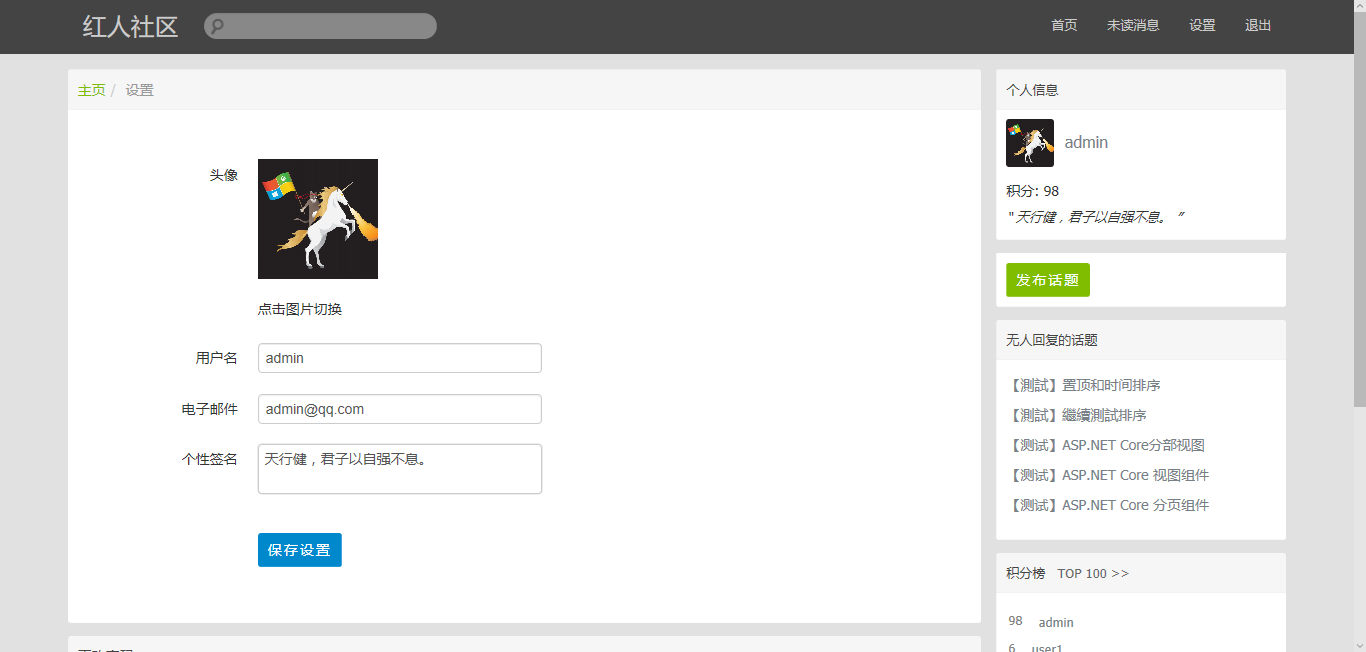 红人社区
首页 未读消息 设置 退出
主页 / 设置
头像
点击图片切换
用户名 admin
电子邮件 admin@qq.com
个性签名 天行健，君子以自强不息。
保存设置
个人信息
admin
积分: 98
" 天行健，君子以自强不息。 "
发布话题
无人回复的话题
【测試】置顶和时间排序
【测試】繼續測試排序
【测试】ASP.NET Core分部视图
【测试】ASP.NET Core 视图组件
【测试】ASP.NET Core 分页组件
积分榜 TOP 100 >>
98 admin
6 user1